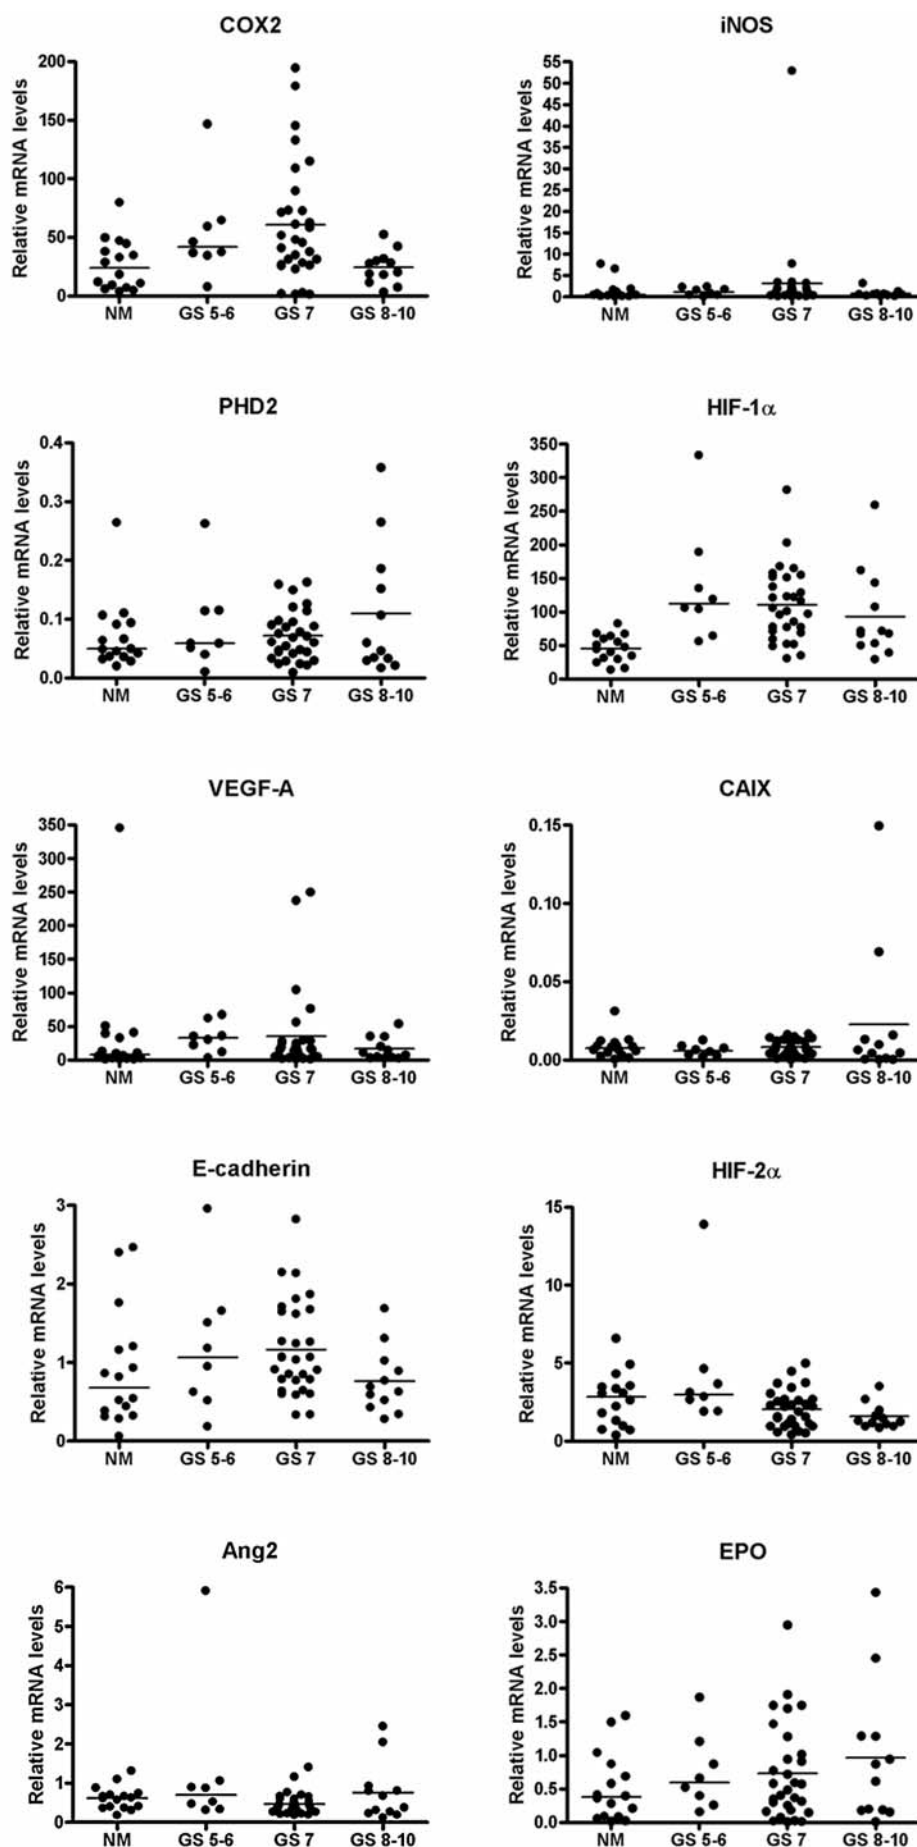 COX2
Relative mRNA levels
200
150
100
50
0
NM GS 5-6 GS 7 GS 8-10
iNOS
Relative mRNA levels
55
50
45
40
35
30
25
20
15
10
5
0
NM GS 5-6 GS 7 GS 8-10
PHD2
Relative mRNA levels
0.4
0.3
0.2
0.1
0.0
NM GS 5-6 GS 7 GS 8-10
HIF-1α
Relative mRNA levels
350
300
250
200
150
100
50
0
NM GS 5-6 GS 7 GS 8-10
VEGF-A
Relative mRNA levels
350
300
250
200
150
100
50
0
NM GS 5-6 GS 7 GS 8-10
CAIX
Relative mRNA levels
0.15
0.10
0.05
0.00
NM GS 5-6 GS 7 GS 8-10
E-cadherin
Relative mRNA levels
3
2
1
0
NM GS 5-6 GS 7 GS 8-10
HIF-2α
Relative mRNA levels
15
10
5
0
NM GS 5-6 GS 7 GS 8-10
Ang2
Relative mRNA levels
6
5
4
3
2
1
0
NM GS 5-6 GS 7 GS 8-10
EPO
Relative mRNA levels
3.5
3.0
2.5
2.0
1.5
1.0
0.5
0.0
NM GS 5-6 GS 7 GS 8-10